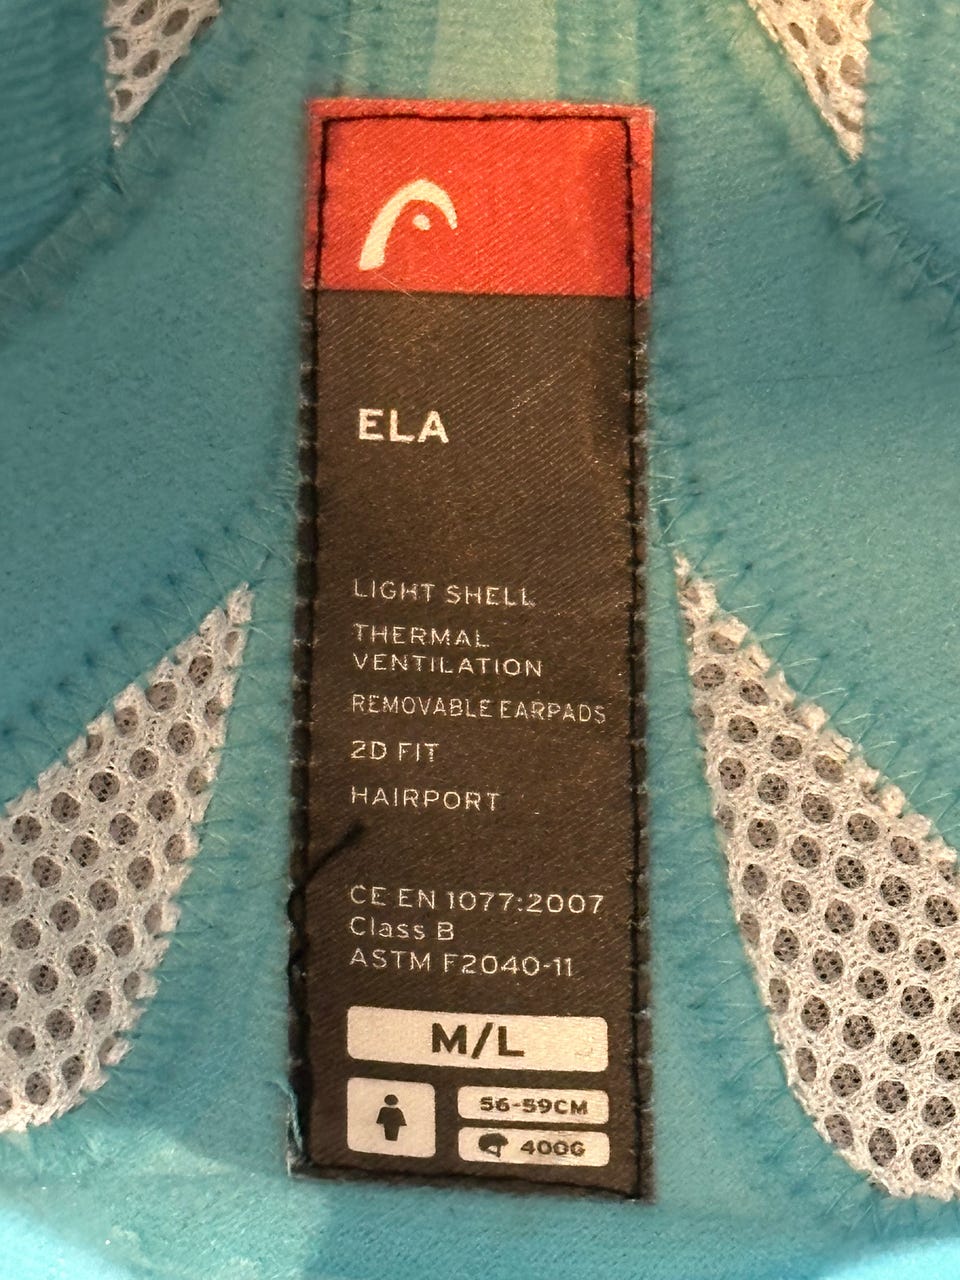 ELA
LIGHT SHELL
THERMAL
VENTILATION
REMOVABLE EARPADS
2D FIT
HAIRPORT
CE EN 1077:2007
Class B
ASTM F2040-11
M/L
56-59CM
400G